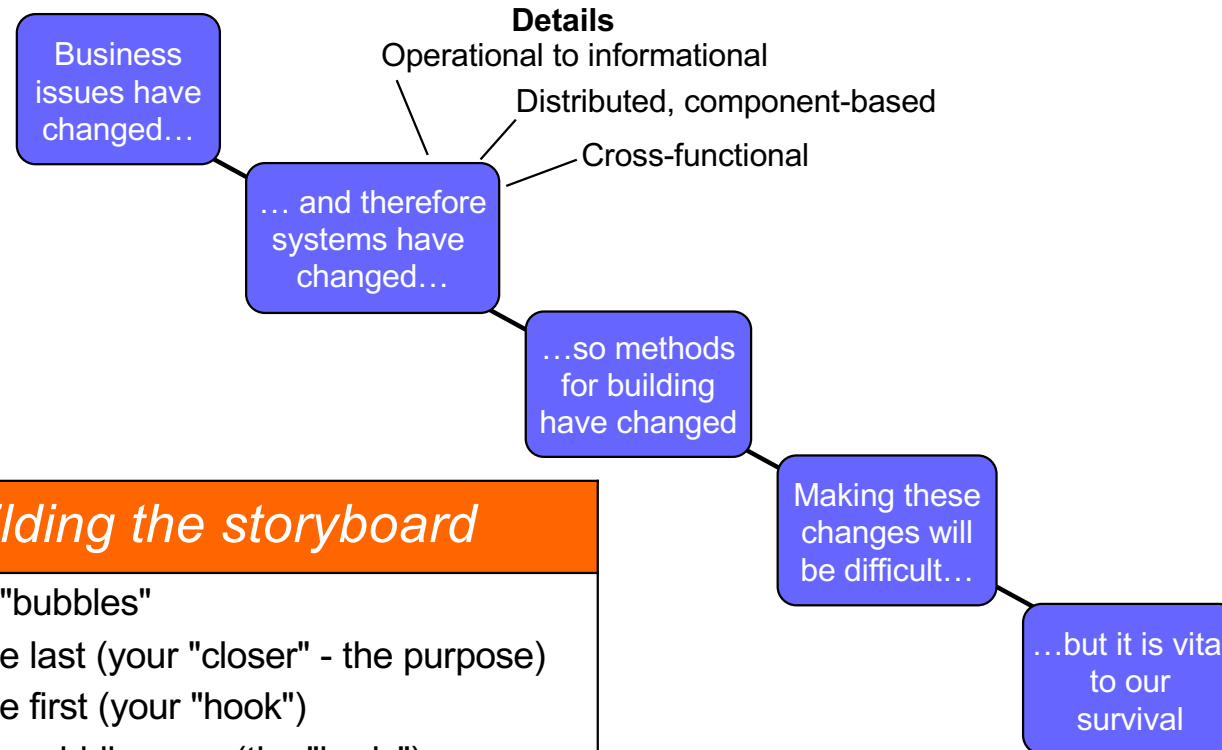 Details
Operational to informational
Distributed, component-based
Cross-functional
Business
issues have
changed…
… and therefore
systems have
changed…
…so methods
for building
have changed
Making these
changes will
be difficult…
…but it is vita
to our
survival
ilding the storyboard
"bubbles"
e last (your "closer" - the purpose)
e first (your "hook")